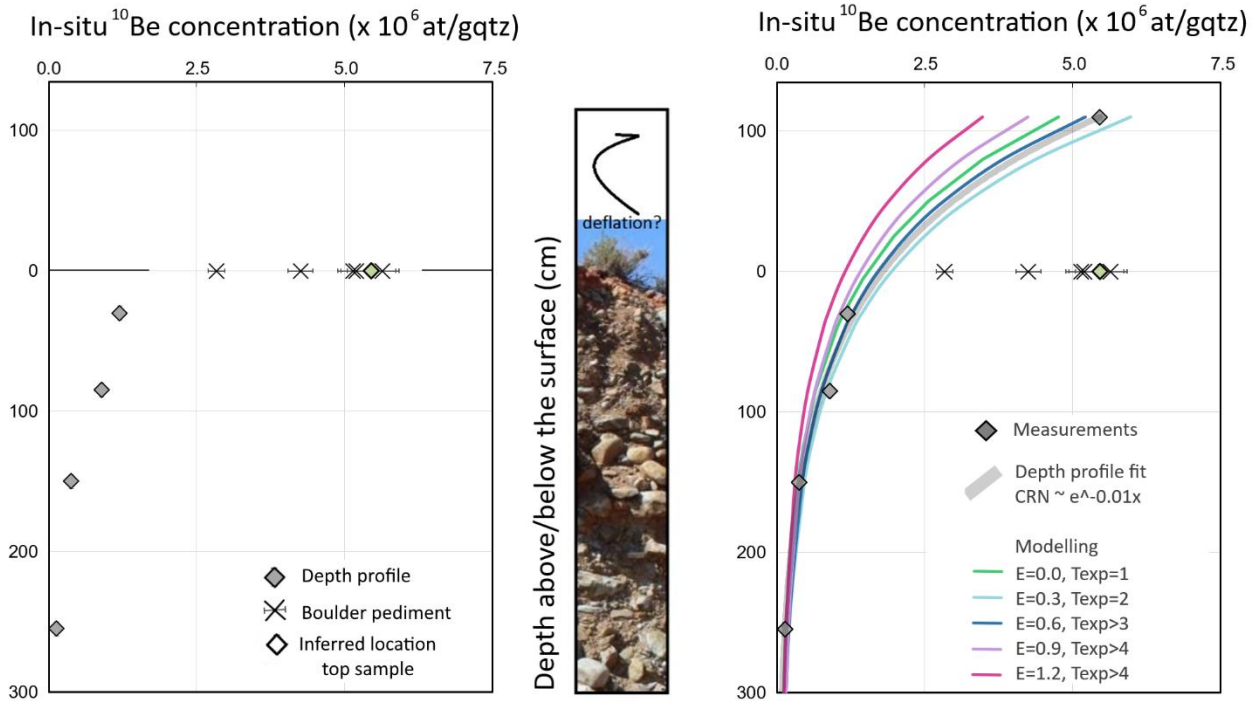 In-situ ¹⁰Be concentration (x 10⁶ at/gqtz)
0.0 2.5 5.0 7.5
100
0
100
200
300
Depth profile
Boulder pediment
Inferred location
top sample
Depth above/below the surface (cm)
deflation?
In-situ ¹⁰Be concentration (x 10⁶ at/gqtz)
0.0 2.5 5.0 7.5
100
0
100
200
300
Measurements
Depth profile fit
CRN ~ e^-0.01x
Modelling
E=0.0, Texp=1
E=0.3, Texp=2
E=0.6, Texp>3
E=0.9, Texp>4
E=1.2, Texp>4